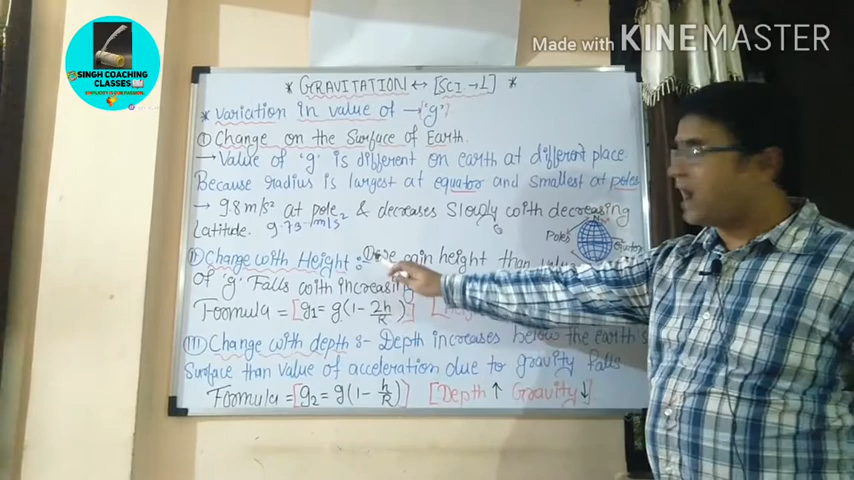 Made with KINEMASTER
SINGH COACHING
CLASSES
* GRAVITATION ↔ [SCI.→1] *
* Variation in value of → ('g')
I Change on the Surface of Earth.
→ Value of 'g' is different on earth at different place.
Because radius is largest at equator and smallest at poles
→ 9.8 m/s² at pole & decreases Slowly with decreasing
Latitude. 9.73 m/s²
Poles
II Change with Height :- gain height than
of 'g' Falls with increasing
Formula = [g1 = g(1 - 2h/R)]
III Change with depth :- Depth increases below the earth's
Surface than value of acceleration due to gravity falls.
Formula = [g2 = g(1 - h/R)] [Depth ↑ Gravity ↓]